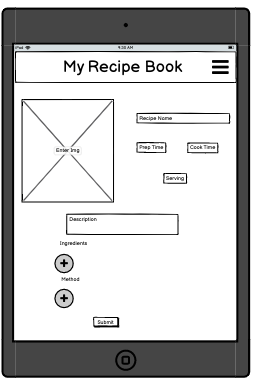 iPad
9:30 AM
My Recipe Book
Enter Img
Recipe Name
Prep Time
Cook Time
Serving
Description
Ingredients
Method
Submit